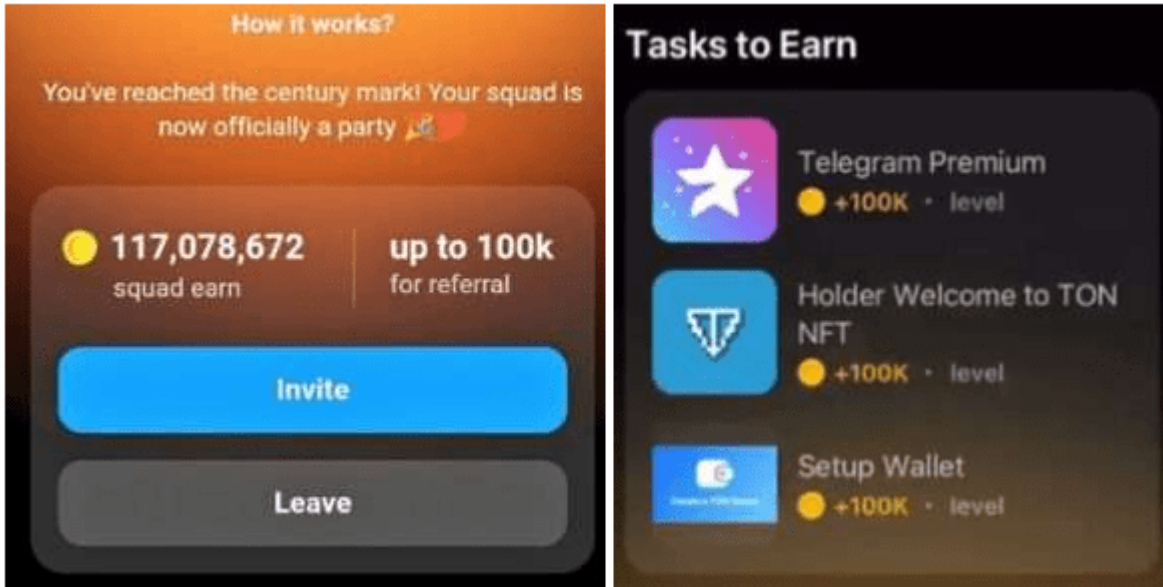 How it works?
You've reached the century mark! Your squad is
now officially a party 🎉
117,078,672
squad earn
up to 100k
for referral
Invite
Leave
Tasks to Earn
Telegram Premium
+100K · level
Holder Welcome to TON
NFT
+100K · level
Setup Wallet
+100K · level